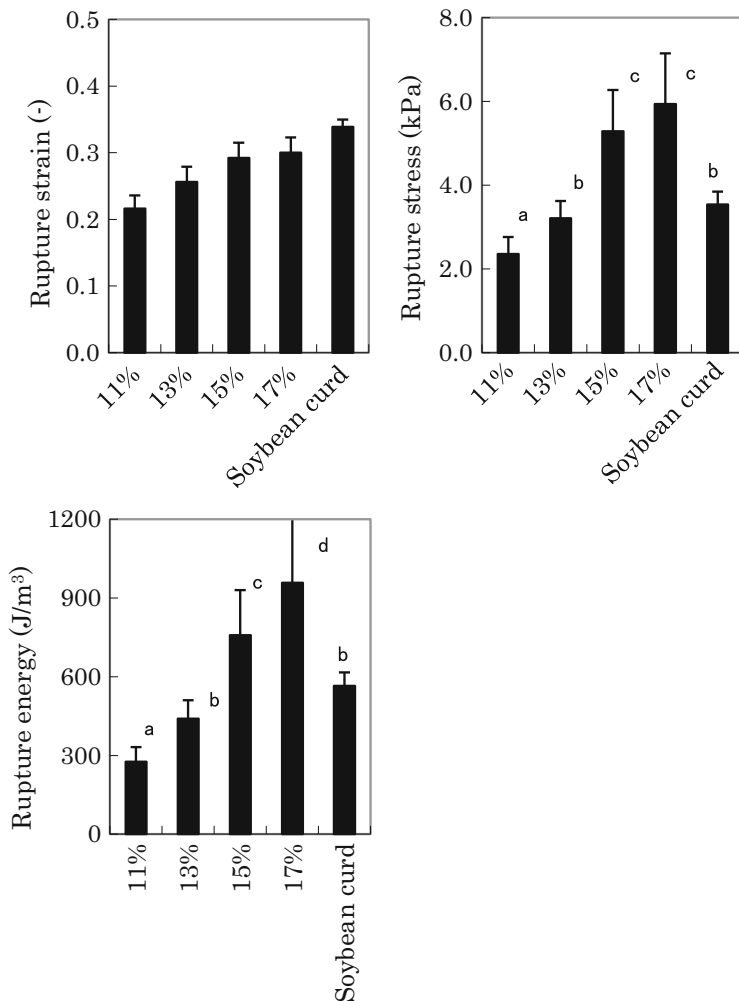 Rupture strain (-)
0.5
0.4
0.3
0.2
0.1
0.0
11%
13%
15%
17%
Soybean curd
Rupture stress (kPa)
8.0
6.0
4.0
2.0
0.0
a
b
c
c
b
11%
13%
15%
17%
Soybean curd
Rupture energy (J/m³)
1200
900
600
300
0
a
b
c
d
b
11%
13%
15%
17%
Soybean curd